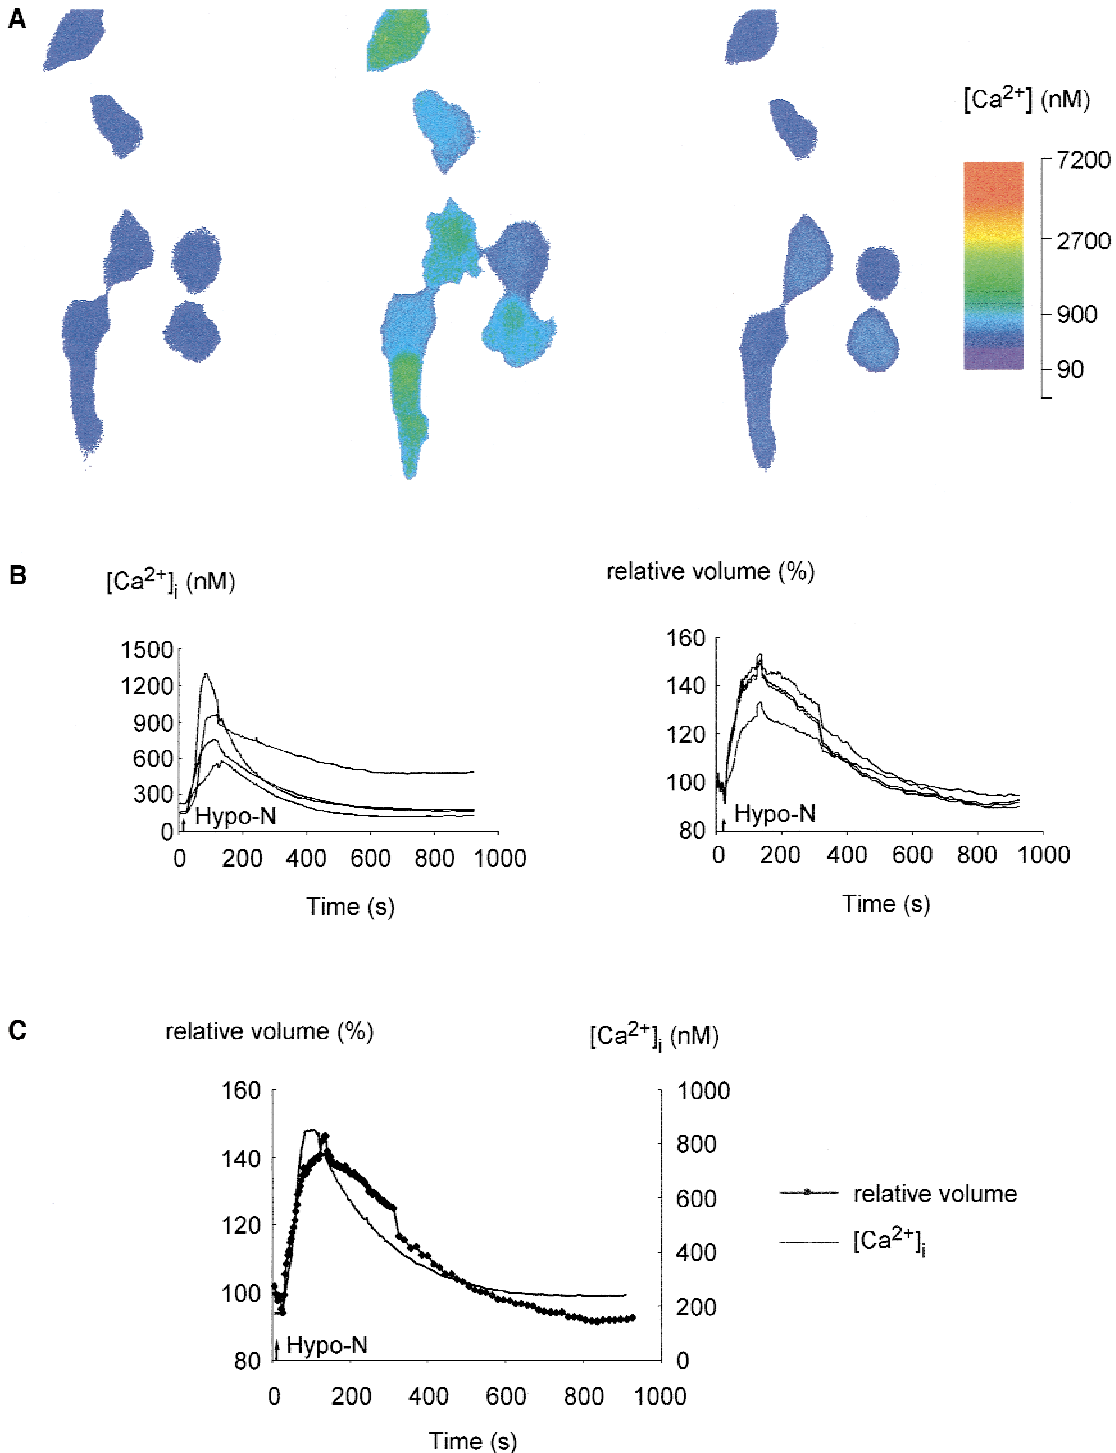 A
[Ca2+] (nM)
7200
2700
900
90
B
[Ca2+]i (nM)
1500
1200
900
600
300
0
Hypo-N
0 200 400 600 800 1000
Time (s)
relative volume (%)
160
140
120
100
80
Hypo-N
0 200 400 600 800 1000
Time (s)
C
relative volume (%)
[Ca2+]i (nM)
160
140
120
100
80
1000
800
600
400
200
0
Hypo-N
0 200 400 600 800 1000
Time (s)
relative volume
[Ca2+]i